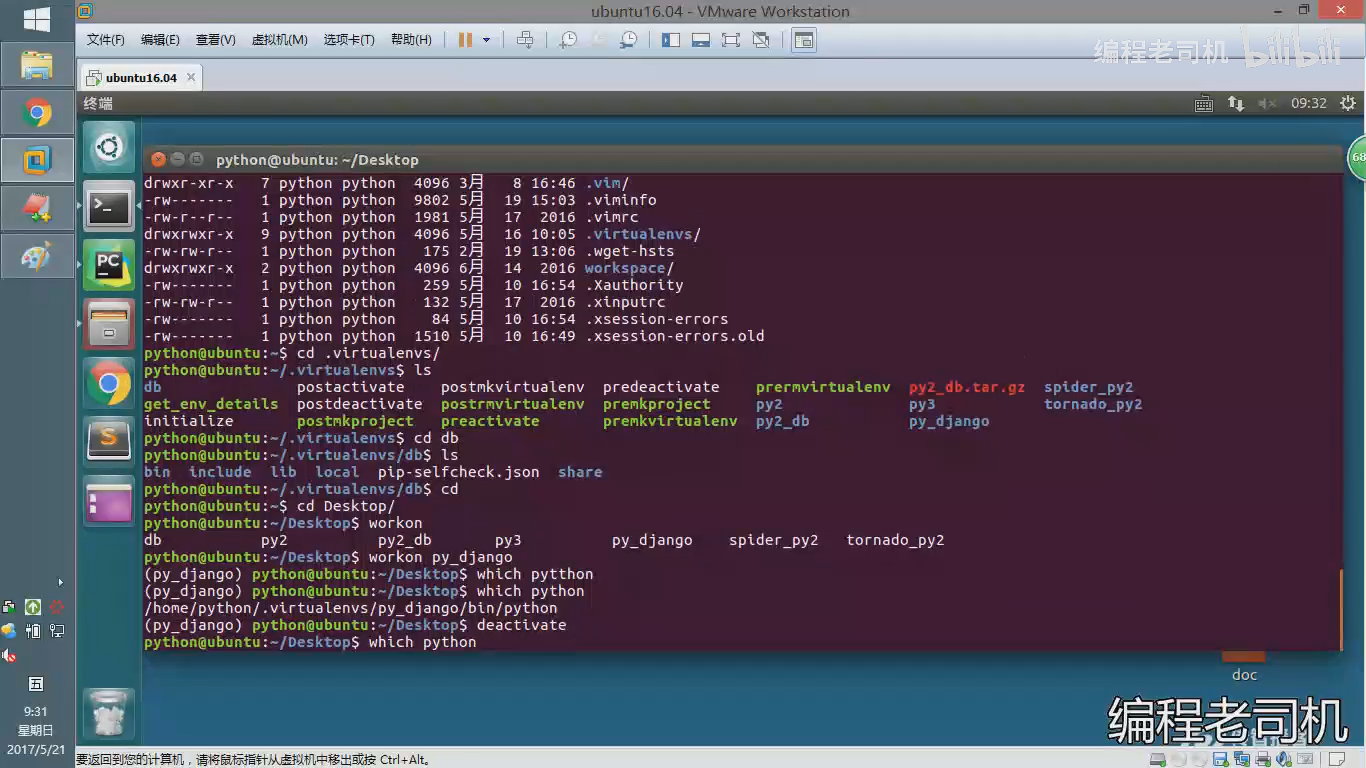 ubuntu16.04 - VMware Workstation
文件(F) 编辑(E) 查看(V) 虚拟机(M) 选项卡(T) 帮助(H)
编程老司机 bilibili
ubuntu16.04
终端 09:32
python@ubuntu: ~/Desktop
68
drwxr-xr-x 7 python python 4096 3月 8 16:46 .vim/
-rw------- 1 python python 9802 5月 19 15:03 .viminfo
-rw-r--r-- 1 python python 1981 5月 17 2016 .vimrc
drwxrwxr-x 9 python python 4096 5月 16 10:05 .virtualenvs/
-rw-rw-r-- 1 python python 175 2月 19 13:06 .wget-hsts
drwxrwxr-x 2 python python 4096 6月 14 2016 workspace/
-rw------- 1 python python 259 5月 10 16:54 .Xauthority
-rw-rw-r-- 1 python python 132 5月 17 2016 .xinputrc
-rw------- 1 python python 84 5月 10 16:54 .xsession-errors
-rw------- 1 python python 1510 5月 10 16:49 .xsession-errors.old
python@ubuntu:~$ cd .virtualenvs/
python@ubuntu:~/.virtualenvs$ ls
db postactivate postmkvirtualenv predeactivate prermvirtualenv py2_db.tar.gz spider_py2
get_env_details postdeactivate postrmvirtualenv premkproject py2 py3 tornado_py2
initialize postmkproject preactivate premkvirtualenv py2_db py_django
python@ubuntu:~/.virtualenvs$ cd db
python@ubuntu:~/.virtualenvs/db$ ls
bin include lib local pip-selfcheck.json share
python@ubuntu:~/.virtualenvs/db$ cd
python@ubuntu:~$ cd Desktop/
python@ubuntu:~/Desktop$ workon
db py2 py2_db py3 py_django spider_py2 tornado_py2
python@ubuntu:~/Desktop$ workon py_django
(py_django) python@ubuntu:~/Desktop$ which pytthon
(py_django) python@ubuntu:~/Desktop$ which python
/home/python/.virtualenvs/py_django/bin/python
(py_django) python@ubuntu:~/Desktop$ deactivate
python@ubuntu:~/Desktop$ which python
doc
编程老司机
五
9:31
星期日
2017/5/21
要返回到您的计算机，请将鼠标指针从虚拟机中移出或按 Ctrl+Alt。